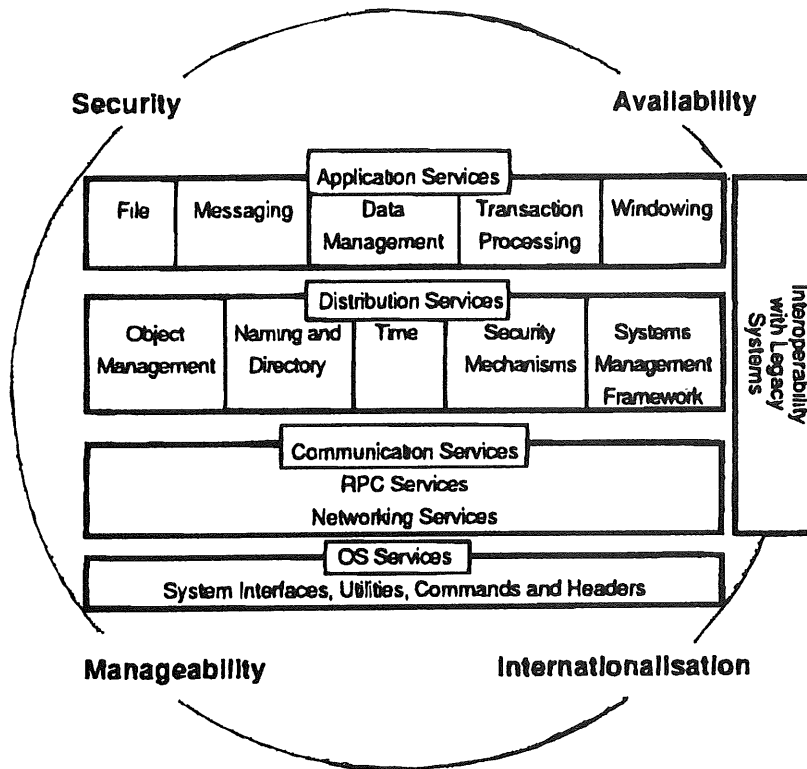 Security
Availability
Application Services
File
Messaging
Data
Management
Transaction
Processing
Windowing
Distribution Services
Object
Management
Naming and
Directory
Time
Security
Mechanisms
Systems
Management
Framework
Communication Services
RPC Services
Networking Services
OS Services
System Interfaces, Utilities, Commands and Headers
Interoperability
with Legacy
Systems
Manageability
Internationalisation